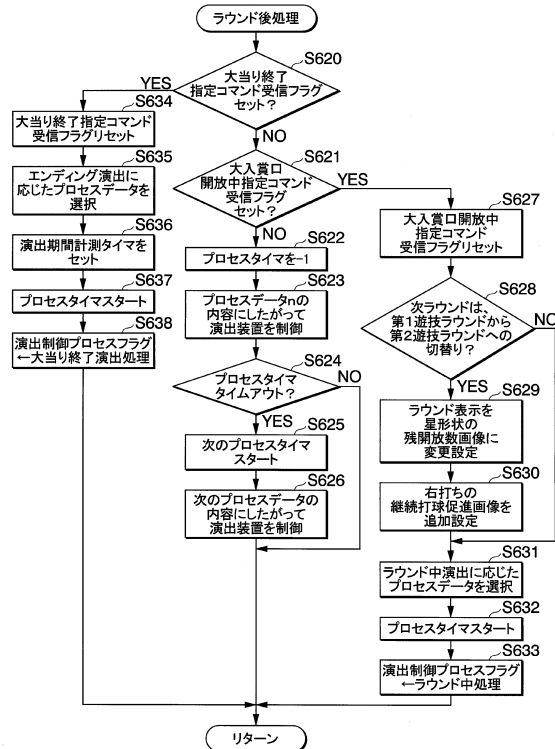 ラウンド後処理
S620
大当り終了
指定コマンド受信フラグ
セット？
YES
NO
S634
大当り終了指定コマンド
受信フラグリセット
S635
エンディング演出に
応じたプロセスデータを
選択
S636
演出期間計測タイマを
セット
S637
プロセスタイマスタート
S638
演出制御プロセスフラグ
←大当り終了演出処理
S621
大入賞口
開放中指定コマンド
受信フラグ
セット？
YES
NO
S622
プロセスタイマを-1
S623
プロセスデータnの
内容にしたがって
演出装置を制御
S624
プロセスタイマ
タイムアウト？
NO
YES
S625
次のプロセスタイマ
スタート
S626
次のプロセスデータの
内容にしたがって
演出装置を制御
S627
大入賞口開放中
指定コマンド
受信フラグリセット
S628
次ラウンドは、
第1遊技ラウンドから
第2遊技ラウンドへの
切替り？
NO
YES
S629
ラウンド表示を
星形状の
残開放数画像に
変更設定
S630
右打ちの
継続打球促進画像を
追加設定
S631
ラウンド中演出に応じた
プロセスデータを選択
S632
プロセスタイマスタート
S633
演出制御プロセスフラグ
←ラウンド中処理
リターン